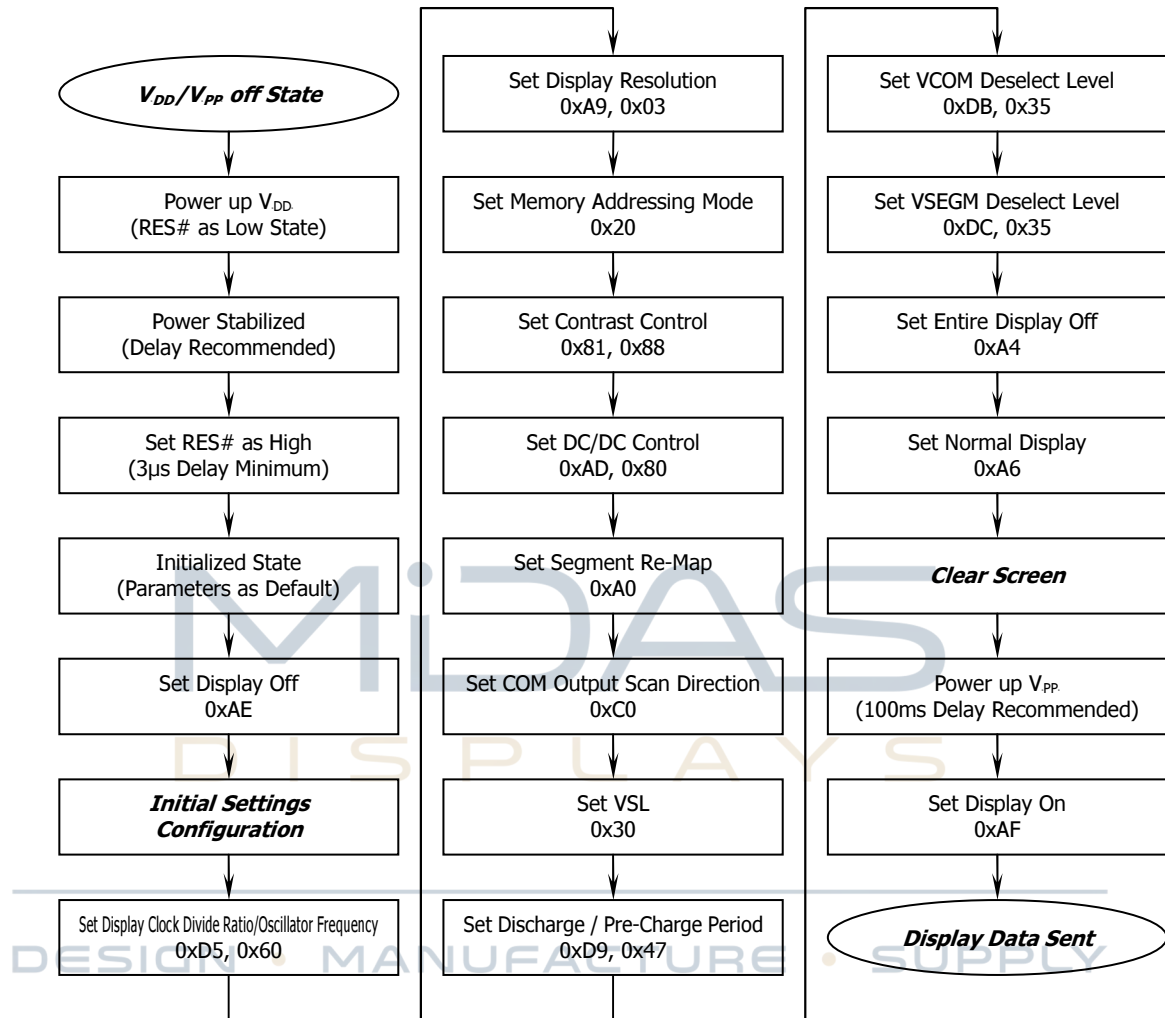 V.DD/V.PP off State
Power up V.DD.
(RES# as Low State)
Power Stabilized
(Delay Recommended)
Set RES# as High
(3μs Delay Minimum)
Initialized State
(Parameters as Default)
Set Display Off
0xAE
Initial Settings
Configuration
Set Display Clock Divide Ratio/Oscillator Frequency
0xD5, 0x60
Set Display Resolution
0xA9, 0x03
Set Memory Addressing Mode
0x20
Set Contrast Control
0x81, 0x88
Set DC/DC Control
0xAD, 0x80
Set Segment Re-Map
0xA0
Set COM Output Scan Direction
0xC0
Set VSL
0x30
Set Discharge / Pre-Charge Period
0xD9, 0x47
Set VCOM Deselect Level
0xDB, 0x35
Set VSEGM Deselect Level
0xDC, 0x35
Set Entire Display Off
0xA4
Set Normal Display
0xA6
Clear Screen
Power up V.PP.
(100ms Delay Recommended)
Set Display On
0xAF
Display Data Sent
MiDAS
DISPLAYS
DESIGN • MANUFACTURE • SUPPLY